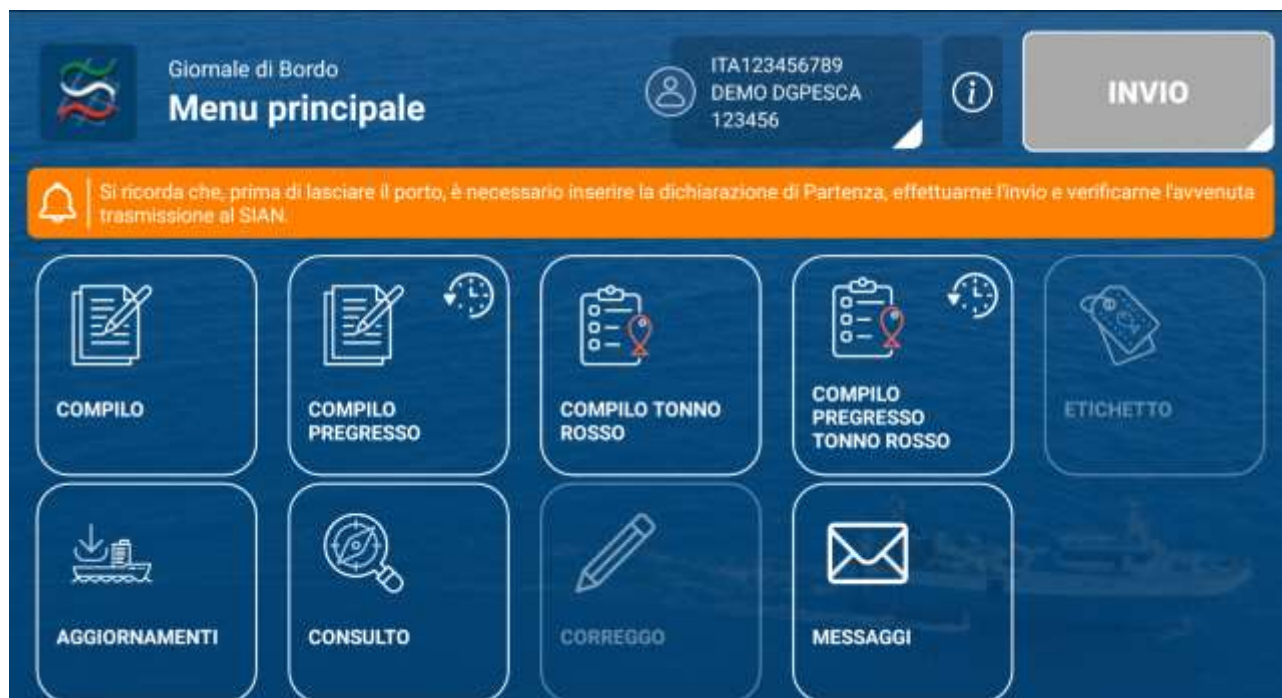 Giornale di Bordo
Menu principale
ITA123456789
DEMO DGPESCA
123456
INVIO
Si ricorda che, prima di lasciare il porto, è necessario inserire la dichiarazione di Partenza, effettuarne l'invio e verificarne l'avvenuta
trasmissione al SIAN.
COMPILO
COMPILO
PREGRESSO
COMPILO TONNO
ROSSO
COMPILO
PREGRESSO
TONNO ROSSO
ETICHETTO
AGGIORNAMENTI
CONSULTO
CORREGGO
MESSAGGI